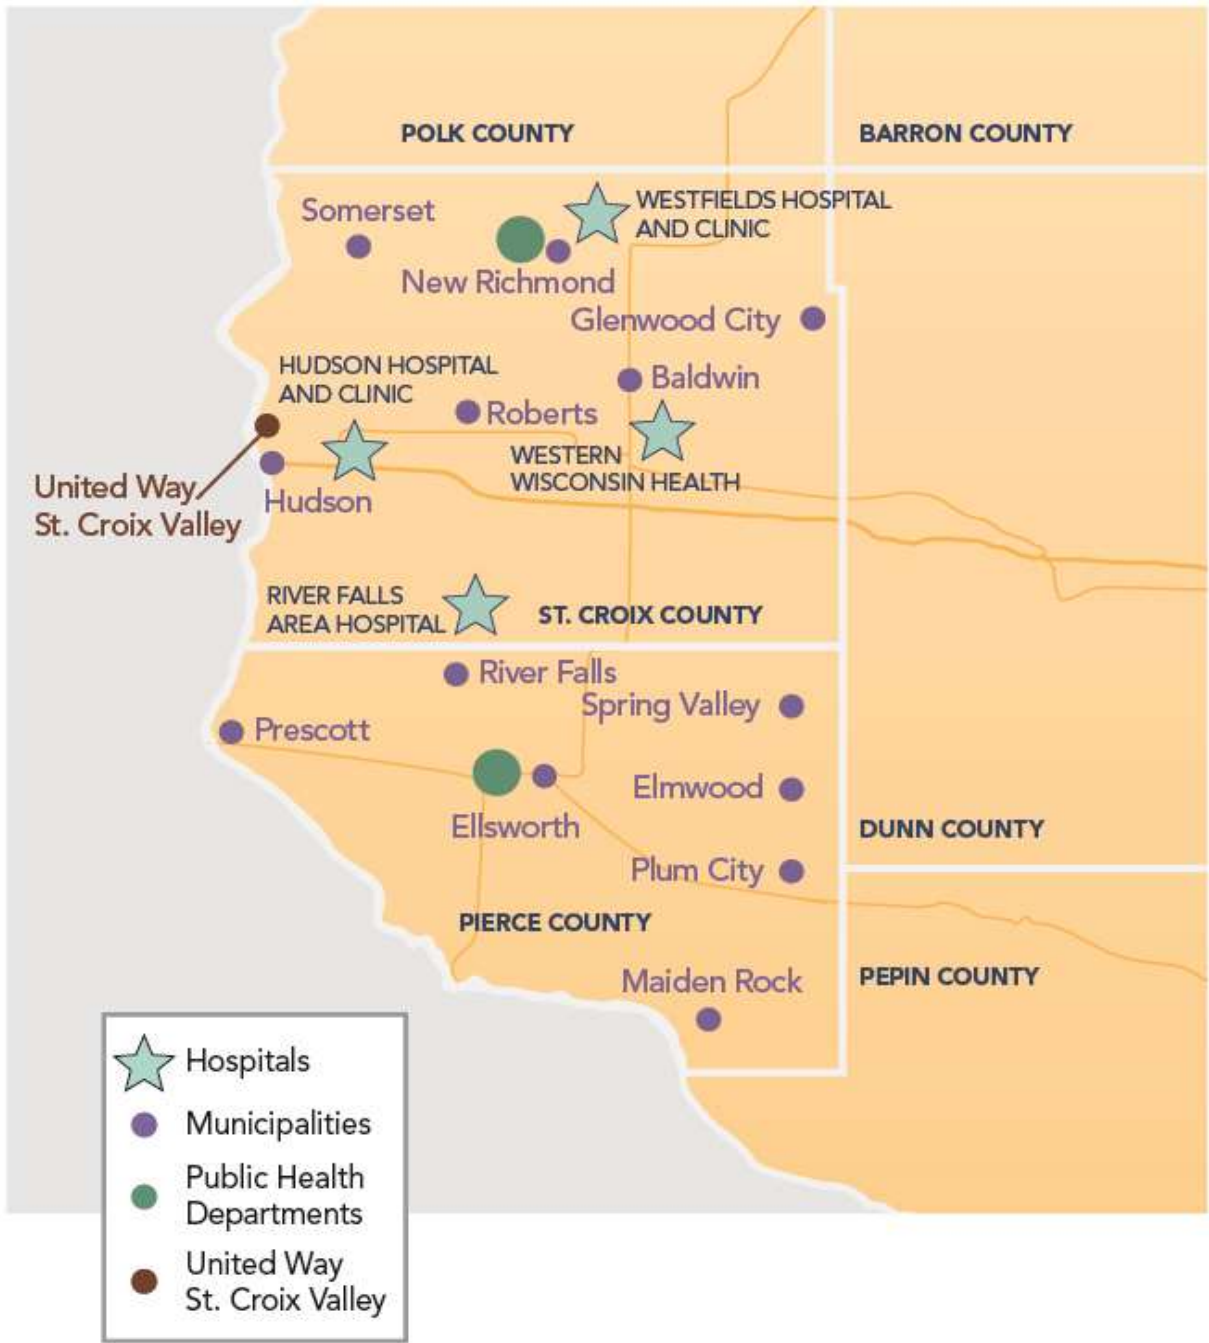 POLK COUNTY
BARRON COUNTY
WESTFIELDS HOSPITAL
AND CLINIC
Somerset
New Richmond
Glenwood City
HUDSON HOSPITAL
AND CLINIC
Baldwin
Roberts
WESTERN
WISCONSIN HEALTH
United Way
St. Croix Valley
Hudson
RIVER FALLS
AREA HOSPITAL
ST. CROIX COUNTY
River Falls
Spring Valley
Prescott
Elmwood
Ellsworth
DUNN COUNTY
Plum City
PIERCE COUNTY
Maiden Rock
PEPIN COUNTY
Hospitals
Municipalities
Public Health
Departments
United Way
St. Croix Valley